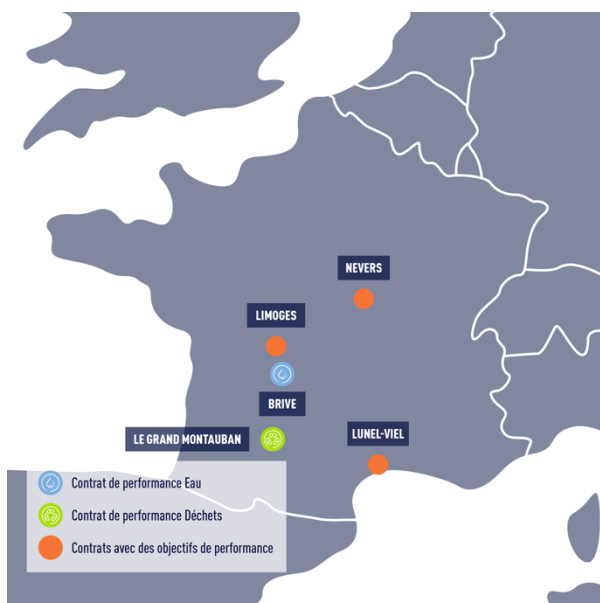 NEVERS
LIMOGES
BRIVE
LE GRAND MONTAUBAN
LUNEL-VIEL
Contrat de performance Eau
Contrat de performance Déchets
Contrats avec des objectifs de performance